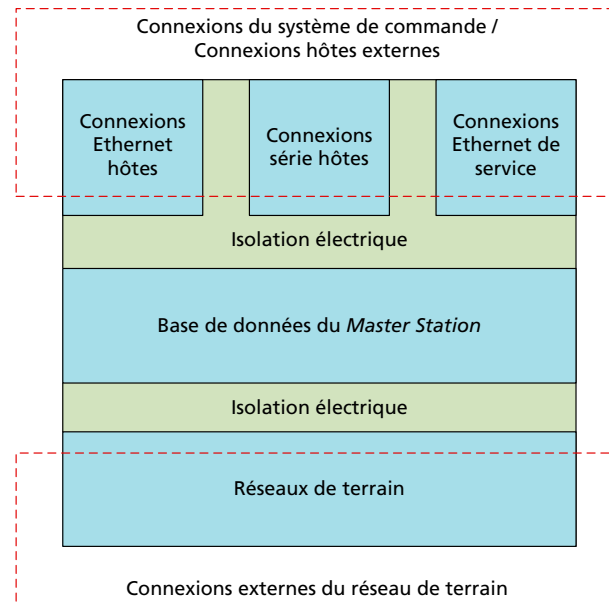 Connexions du système de commande /
Connexions hôtes externes
Connexions
Ethernet
hôtes
Connexions
série hôtes
Connexions
Ethernet de
service
Isolation électrique
Base de données du Master Station
Isolation électrique
Réseaux de terrain
Connexions externes du réseau de terrain